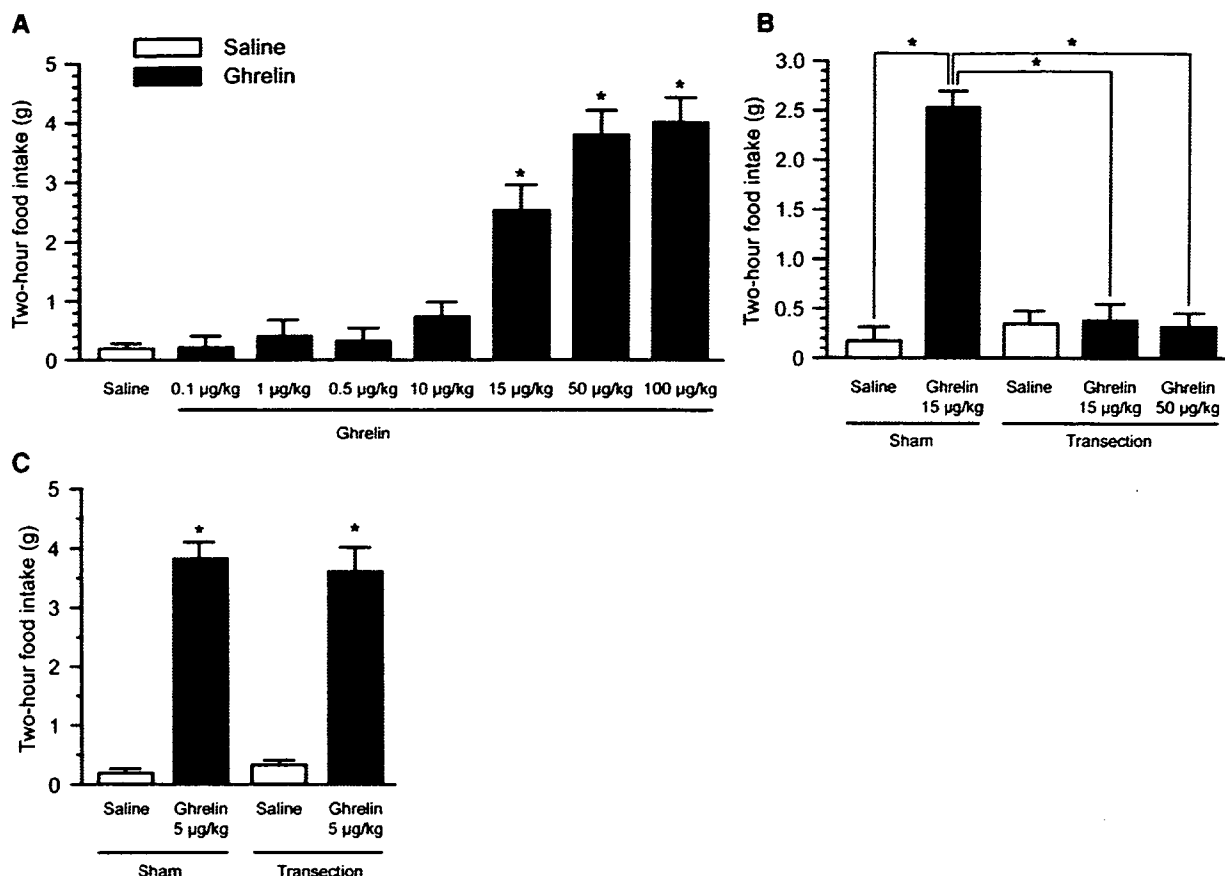 A
Saline
Ghrelin
Two-hour food intake (g)
5
4
3
2
1
0
*
*
*
Saline
0.1 µg/kg
1 µg/kg
0.5 µg/kg
10 µg/kg
15 µg/kg
50 µg/kg
100 µg/kg
Ghrelin
B
Two-hour food intake (g)
3.0
2.5
2.0
1.5
1.0
0.5
0
*
*
*
Saline
Ghrelin
15 µg/kg
Saline
Ghrelin
15 µg/kg
Ghrelin
50 µg/kg
Sham
Transection
C
Two-hour food intake (g)
5
4
3
2
1
0
*
*
Saline
Ghrelin
5 µg/kg
Saline
Ghrelin
5 µg/kg
Sham
Transection